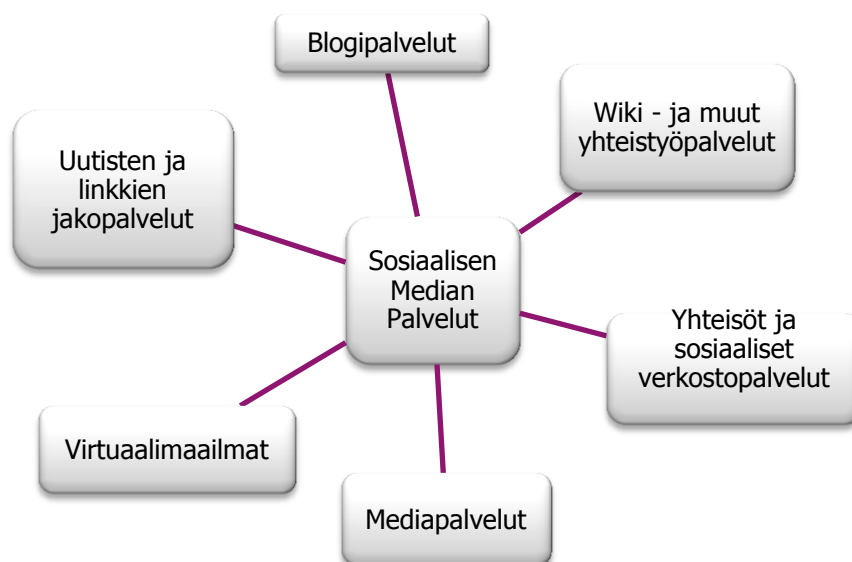 Blogipalvelut
Wiki - ja muut
yhteistyöpalvelut
Uutisten ja
linkkien
jakopalvelut
Sosiaalisen
Median
Palvelut
Yhteisöt ja
sosiaaliset
verkostopalvelut
Virtuaalimaailmat
Mediapalvelut